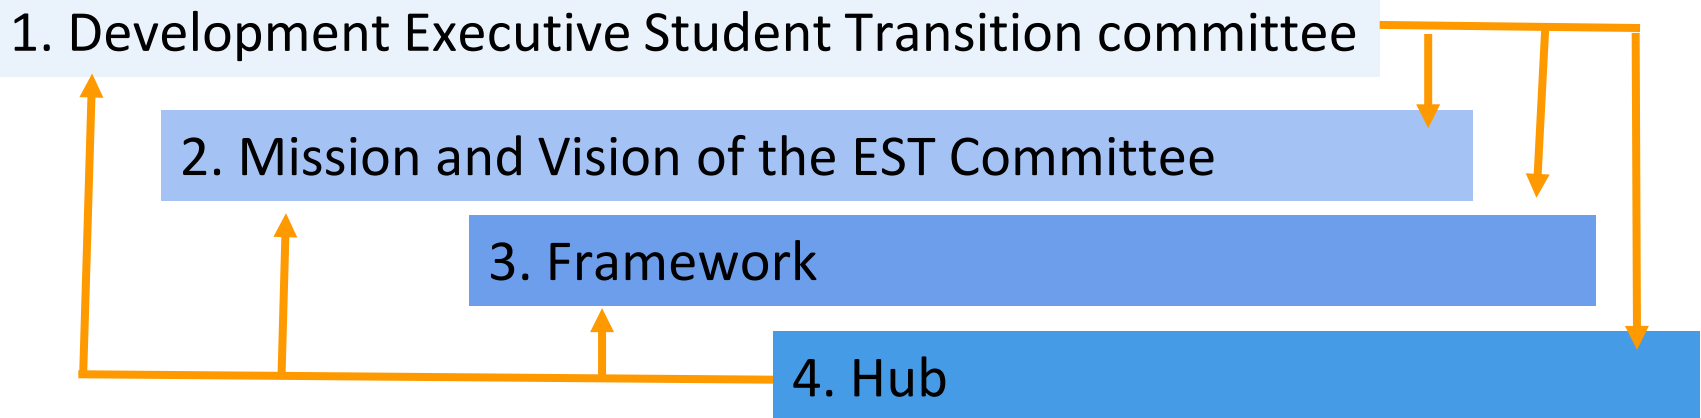 1. Development Executive Student Transition committee
2. Mission and Vision of the EST Committee
3. Framework
4. Hub